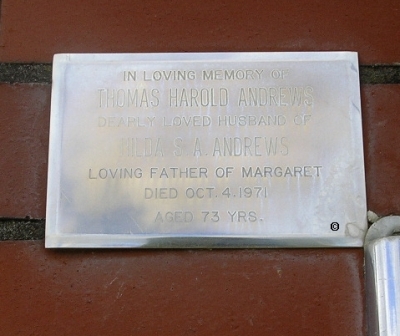 IN LOVING MEMORY OF
THOMAS HAROLD ANDREWS
DEARLY LOVED HUSBAND OF
HILDA S. A. ANDREWS
LOVING FATHER OF MARGARET
DIED OCT. 4. 1971
AGED 73 YRS.
©